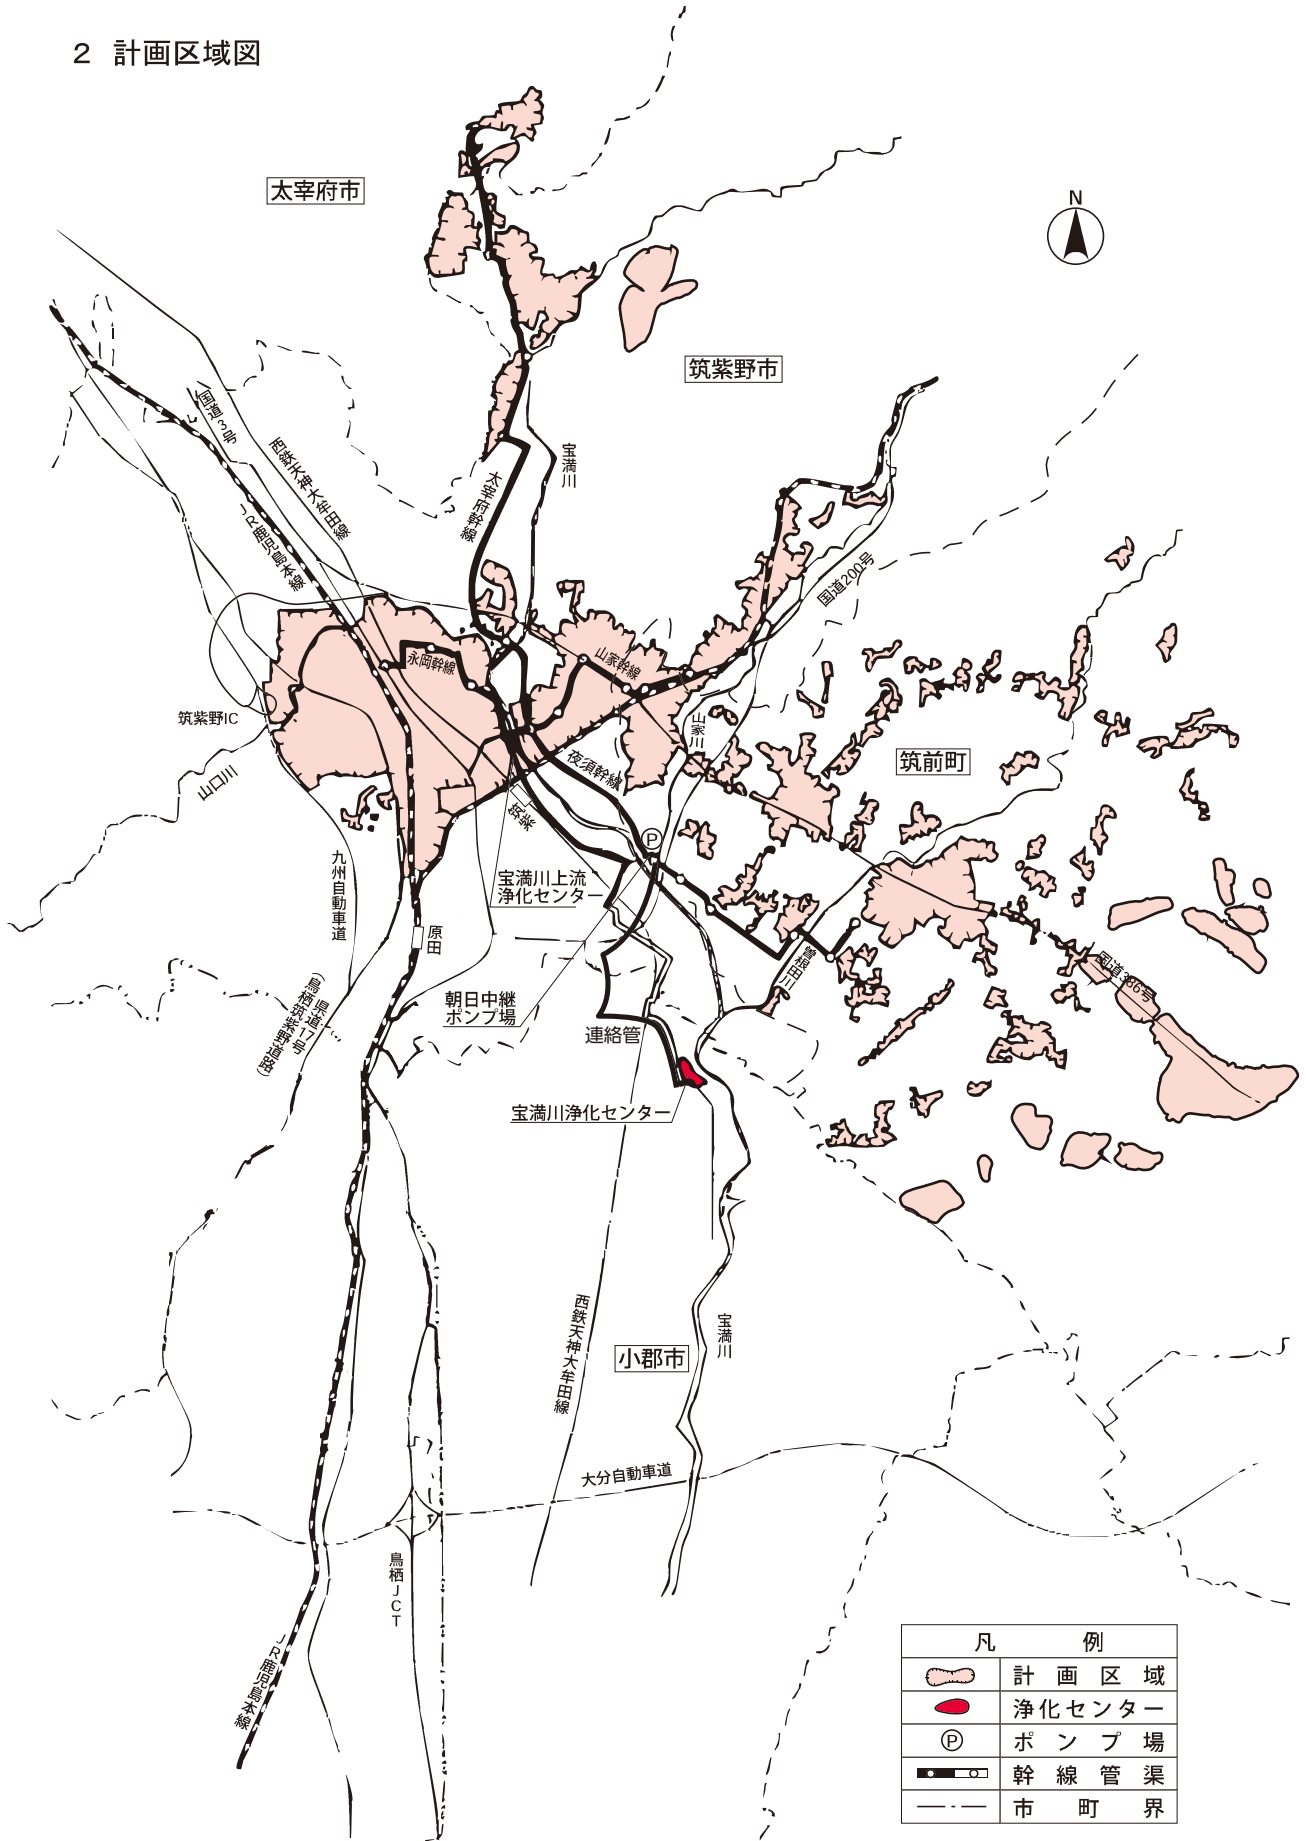 2 計画区域図
太宰府市
N
筑紫野市
国道3号
西鉄天神大牟田線
宝満川
太宰府幹線
JR鹿児島本線
国道200号
永岡幹線
山家幹線
筑紫野IC
山家川
筑前町
山口川
夜須幹線
筑紫
P
九州自動車道
宝満川上流
浄化センター
原田
曽根田川
国道386号
県道17号
(鳥栖筑紫野道路)
朝日中継
ポンプ場
連絡管
宝満川浄化センター
西鉄天神大牟田線
宝満川
小郡市
大分自動車道
鳥栖JCT
JR鹿児島本線
凡例
計画区域
浄化センター
P ポンプ場
幹線管渠
市町界